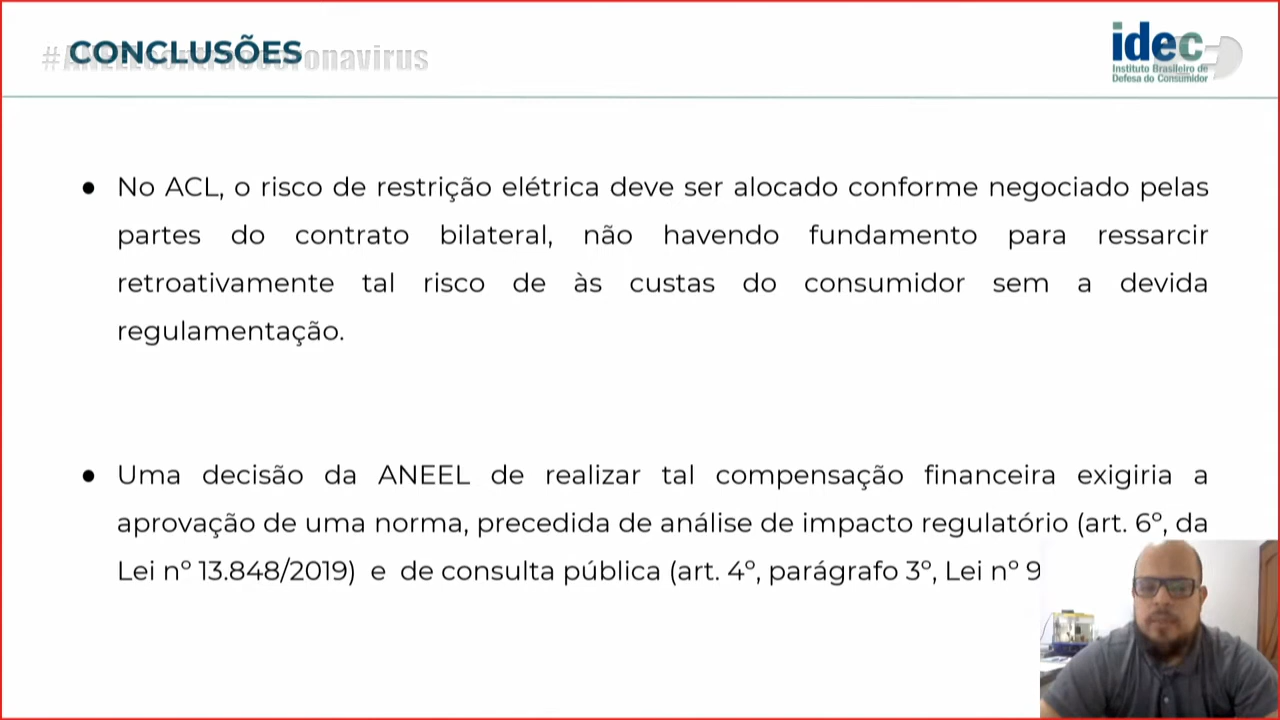 #ANEELcontraocoronavirus
CONCLUSÕES
idec
Instituto Brasileiro de
Defesa do Consumidor
● No ACL, o risco de restrição elétrica deve ser alocado conforme negociado pelas
partes do contrato bilateral, não havendo fundamento para ressarcir
retroativamente tal risco de às custas do consumidor sem a devida
regulamentação.
● Uma decisão da ANEEL de realizar tal compensação financeira exigiria a
aprovação de uma norma, precedida de análise de impacto regulatório (art. 6º, da
Lei nº 13.848/2019) e de consulta pública (art. 4º, parágrafo 3º, Lei nº 9